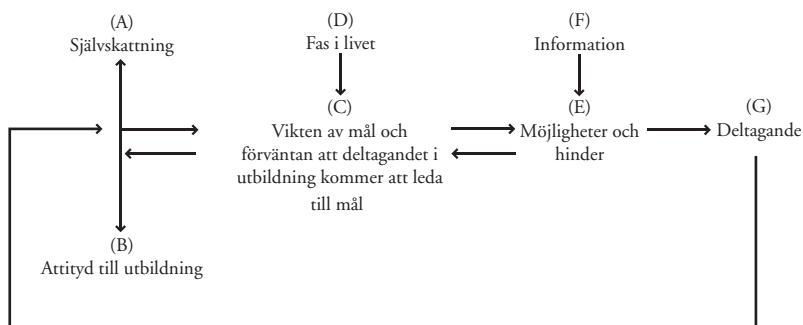 (A)
Självskattning
(D)
Fas i livet
(F)
Information
(C)
Vikten av mål och
förväntan att deltagandet i
utbildning kommer att leda
till mål
(E)
Möjligheter och
hinder
(G)
Deltagande
(B)
Attityd till utbildning